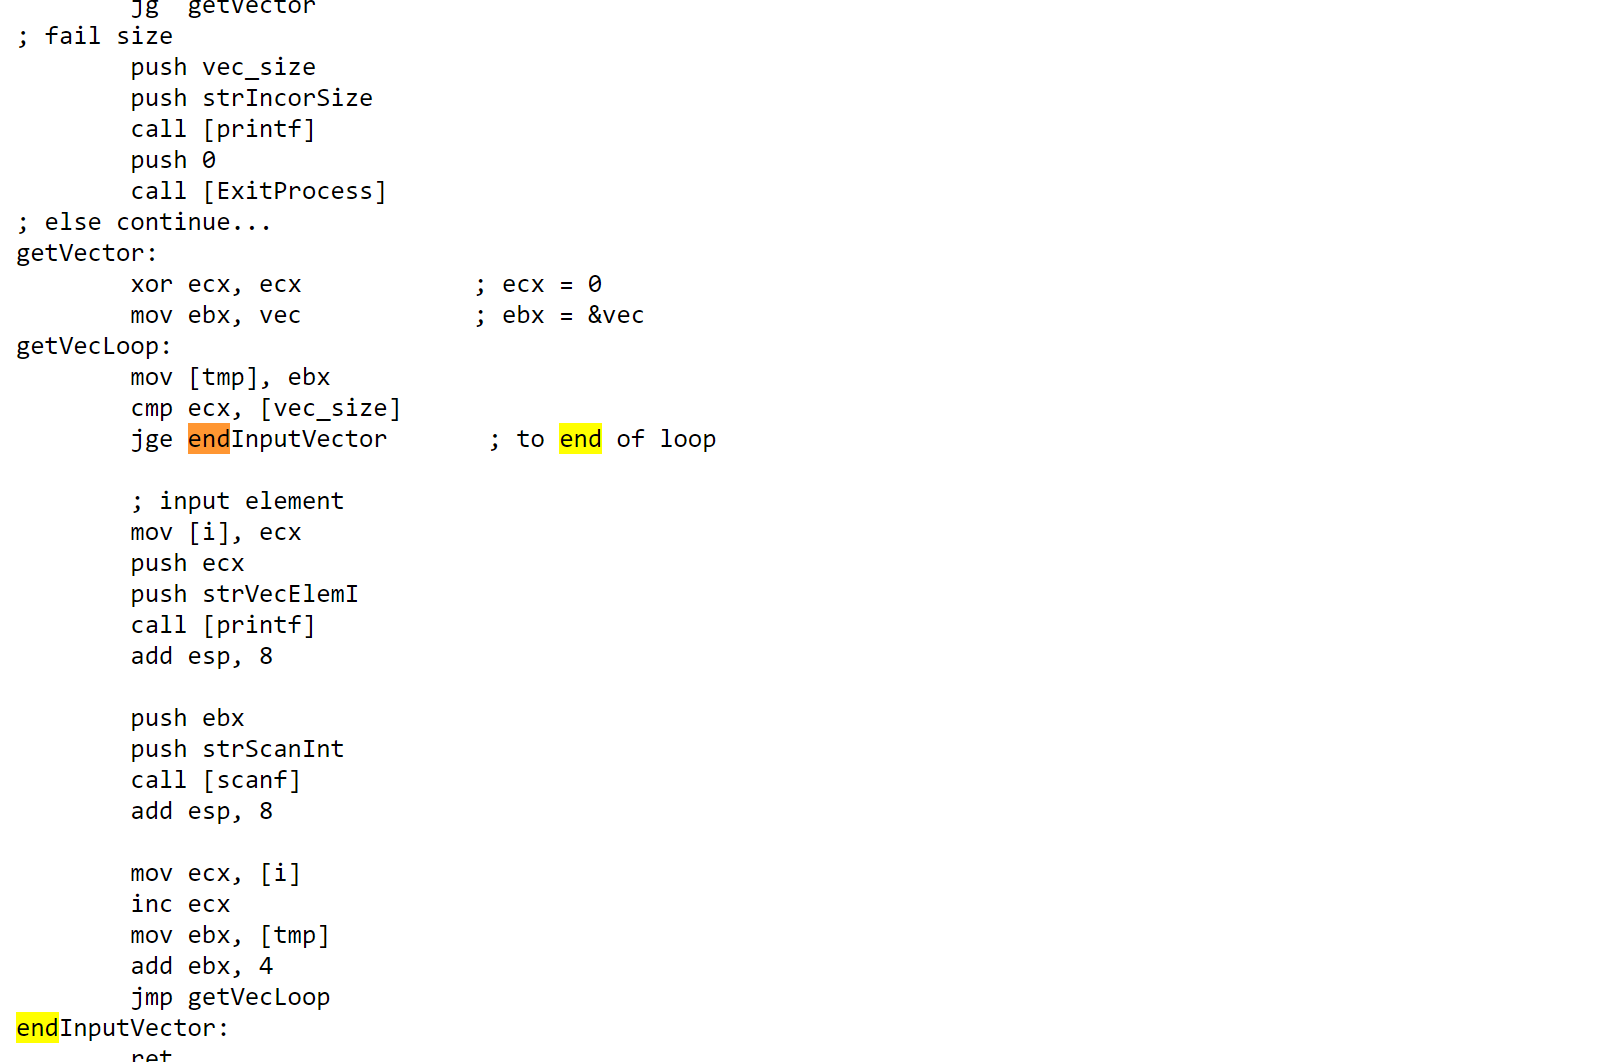 jg getVector
; fail size
push vec_size
push strIncorSize
call [printf]
push 0
call [ExitProcess]
; else continue...
getVector:
xor ecx, ecx ; ecx = 0
mov ebx, vec ; ebx = &vec
getVecLoop:
mov [tmp], ebx
cmp ecx, [vec_size]
jge endInputVector ; to end of loop
; input element
mov [i], ecx
push ecx
push strVecElemI
call [printf]
add esp, 8
push ebx
push strScanInt
call [scanf]
add esp, 8
mov ecx, [i]
inc ecx
mov ebx, [tmp]
add ebx, 4
jmp getVecLoop
endInputVector:
ret